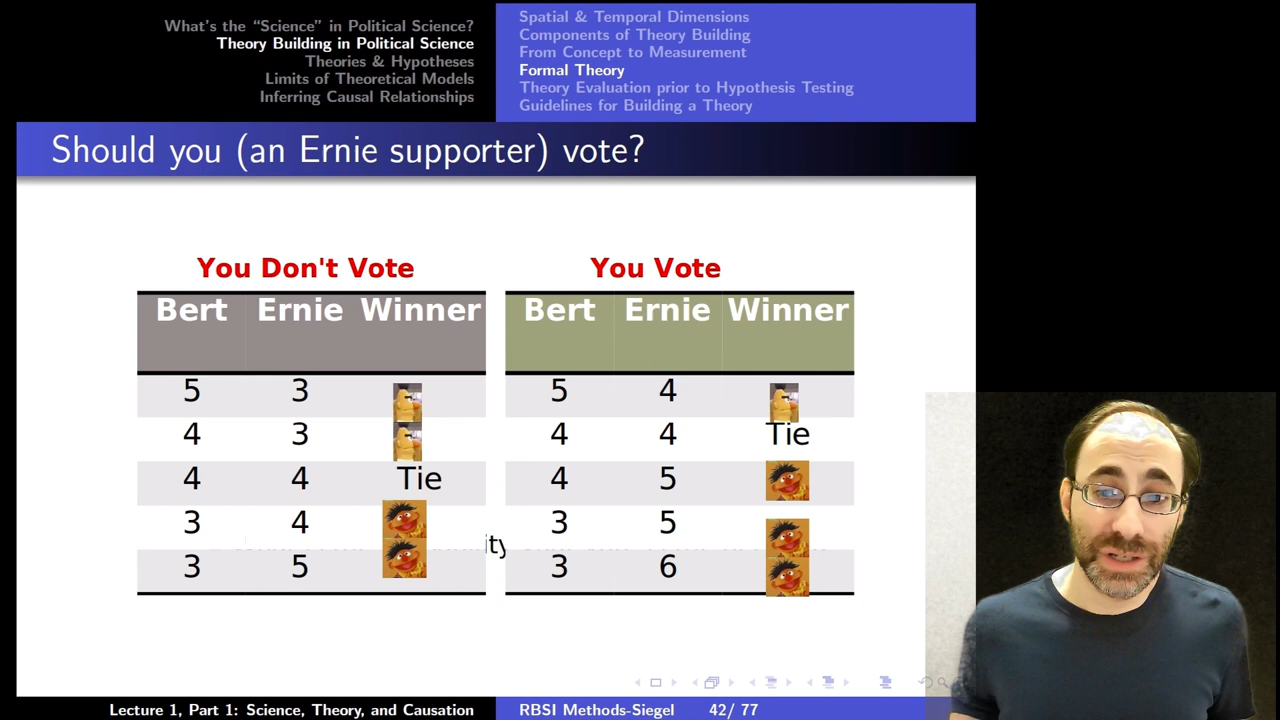 What's the “Science” in Political Science?
Theory Building in Political Science
Theories & Hypotheses
Limits of Theoretical Models
Inferring Causal Relationships
Spatial & Temporal Dimensions
Components of Theory Building
From Concept to Measurement
Formal Theory
Theory Evaluation prior to Hypothesis Testing
Guidelines for Building a Theory
Should you (an Ernie supporter) vote?
You Don't Vote
Bert Ernie Winner
5 3
4 3
4 4 Tie
3 4
3 5
You Vote
Bert Ernie Winner
5 4
4 4 Tie
4 5
3 5
3 6
Lecture 1, Part 1: Science, Theory, and Causation
RBSI Methods-Siegel 42/ 77